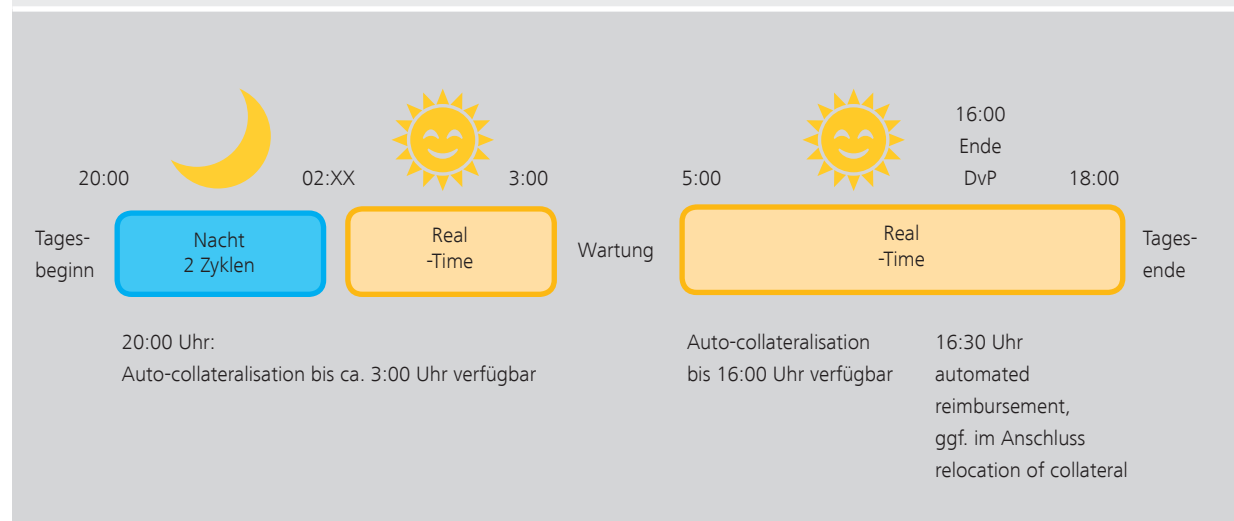 16:00
Ende
20:00 02:XX 3:00 5:00 DvP 18:00
Tages-
beginn
Nacht
2 Zyklen
Real
-Time
Wartung
Real
-Time
Tages-
ende
20:00 Uhr:
Auto-collateralisation bis ca. 3:00 Uhr verfügbar
Auto-collateralisation
bis 16:00 Uhr verfügbar
16:30 Uhr
automated
reimbursement,
ggf. im Anschluss
relocation of collateral